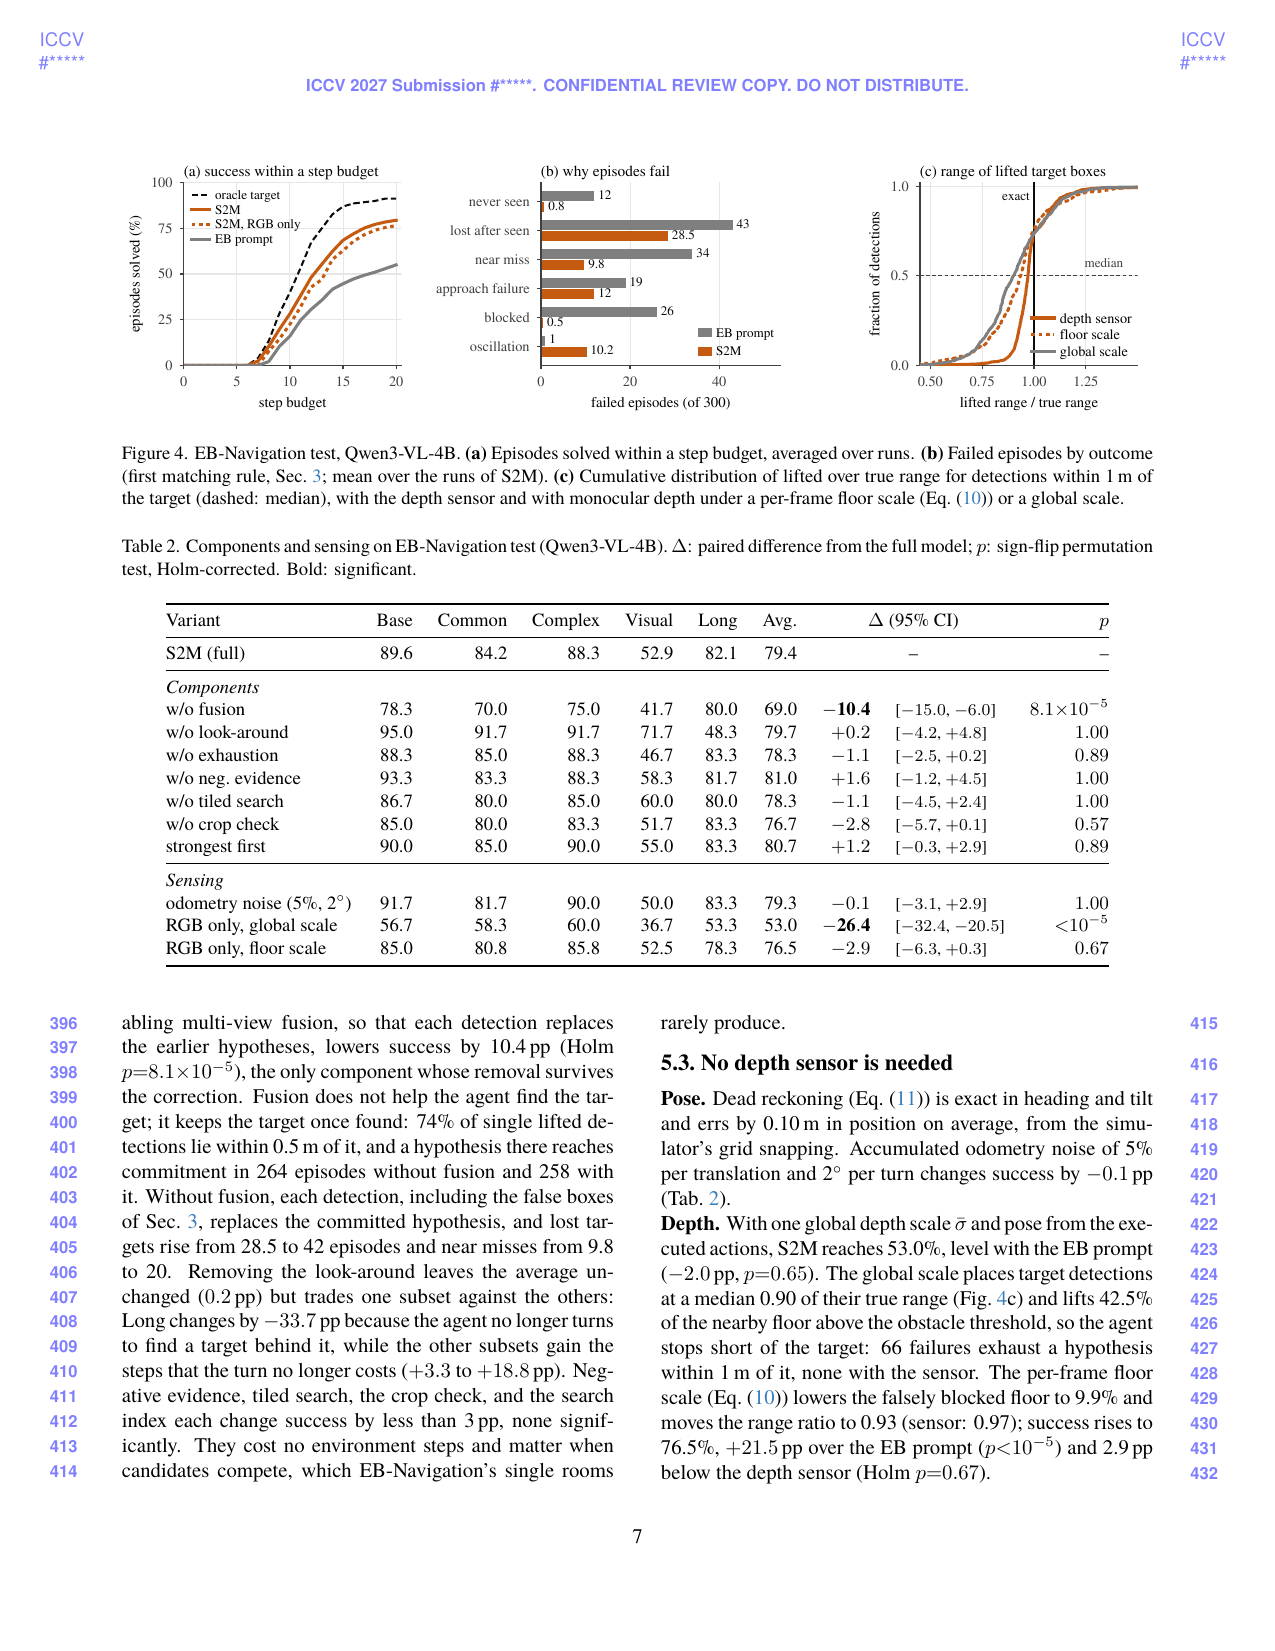 ICCV
#*****
ICCV
#*****
ICCV 2027 Submission #*****. CONFIDENTIAL REVIEW COPY. DO NOT DISTRIBUTE.
(a) success within a step budget
100
75
50
25
0
episodes solved (%)
oracle target
S2M
S2M, RGB only
EB prompt
0 5 10 15 20
step budget
(b) why episodes fail
never seen 12 0.8
lost after seen 43 28.5
near miss 34 9.8
approach failure 19 12
blocked 26 0.5
oscillation 1 10.2
EB prompt
S2M
0 20 40
failed episodes (of 300)
(c) range of lifted target boxes
1.0
0.5
0.0
fraction of detections
exact
median
depth sensor
floor scale
global scale
0.50 0.75 1.00 1.25
lifted range / true range
Figure 4. EB-Navigation test, Qwen3-VL-4B. (a) Episodes solved within a step budget, averaged over runs. (b) Failed episodes by outcome
(first matching rule, Sec. 3; mean over the runs of S2M). (c) Cumulative distribution of lifted over true range for detections within 1 m of
the target (dashed: median), with the depth sensor and with monocular depth under a per-frame floor scale (Eq. (10)) or a global scale.
Table 2. Components and sensing on EB-Navigation test (Qwen3-VL-4B). Δ: paired difference from the full model; p: sign-flip permutation
test, Holm-corrected. Bold: significant.
Variant Base Common Complex Visual Long Avg. Δ (95% CI) p
S2M (full) 89.6 84.2 88.3 52.9 82.1 79.4 – –
Components
w/o fusion 78.3 70.0 75.0 41.7 80.0 69.0 −10.4 [−15.0, −6.0] 8.1×10⁻⁵
w/o look-around 95.0 91.7 91.7 71.7 48.3 79.7 +0.2 [−4.2, +4.8] 1.00
w/o exhaustion 88.3 85.0 88.3 46.7 83.3 78.3 −1.1 [−2.5, +0.2] 0.89
w/o neg. evidence 93.3 83.3 88.3 58.3 81.7 81.0 +1.6 [−1.2, +4.5] 1.00
w/o tiled search 86.7 80.0 85.0 60.0 80.0 78.3 −1.1 [−4.5, +2.4] 1.00
w/o crop check 85.0 80.0 83.3 51.7 83.3 76.7 −2.8 [−5.7, +0.1] 0.57
strongest first 90.0 85.0 90.0 55.0 83.3 80.7 +1.2 [−0.3, +2.9] 0.89
Sensing
odometry noise (5%, 2°) 91.7 81.7 90.0 50.0 83.3 79.3 −0.1 [−3.1, +2.9] 1.00
RGB only, global scale 56.7 58.3 60.0 36.7 53.3 53.0 −26.4 [−32.4, −20.5] <10⁻⁵
RGB only, floor scale 85.0 80.8 85.8 52.5 78.3 76.5 −2.9 [−6.3, +0.3] 0.67
396 abling multi-view fusion, so that each detection replaces
397 the earlier hypotheses, lowers success by 10.4 pp (Holm
398 p=8.1×10⁻⁵), the only component whose removal survives
399 the correction. Fusion does not help the agent find the tar-
400 get; it keeps the target once found: 74% of single lifted de-
401 tections lie within 0.5 m of it, and a hypothesis there reaches
402 commitment in 264 episodes without fusion and 258 with
403 it. Without fusion, each detection, including the false boxes
404 of Sec. 3, replaces the committed hypothesis, and lost tar-
405 gets rise from 28.5 to 42 episodes and near misses from 9.8
406 to 20. Removing the look-around leaves the average un-
407 changed (0.2 pp) but trades one subset against the others:
408 Long changes by −33.7 pp because the agent no longer turns
409 to find a target behind it, while the other subsets gain the
410 steps that the turn no longer costs (+3.3 to +18.8 pp). Neg-
411 ative evidence, tiled search, the crop check, and the search
412 index each change success by less than 3 pp, none signif-
413 icantly. They cost no environment steps and matter when
414 candidates compete, which EB-Navigation's single rooms
rarely produce. 415
5.3. No depth sensor is needed 416
Pose. Dead reckoning (Eq. (11)) is exact in heading and tilt 417
and errs by 0.10 m in position on average, from the simu- 418
lator's grid snapping. Accumulated odometry noise of 5% 419
per translation and 2° per turn changes success by −0.1 pp 420
(Tab. 2). 421
Depth. With one global depth scale σ̄ and pose from the exe- 422
cuted actions, S2M reaches 53.0%, level with the EB prompt 423
(−2.0 pp, p=0.65). The global scale places target detections 424
at a median 0.90 of their true range (Fig. 4c) and lifts 42.5% 425
of the nearby floor above the obstacle threshold, so the agent 426
stops short of the target: 66 failures exhaust a hypothesis 427
within 1 m of it, none with the sensor. The per-frame floor 428
scale (Eq. (10)) lowers the falsely blocked floor to 9.9% and 429
moves the range ratio to 0.93 (sensor: 0.97); success rises to 430
76.5%, +21.5 pp over the EB prompt (p<10⁻⁵) and 2.9 pp 431
below the depth sensor (Holm p=0.67). 432
7